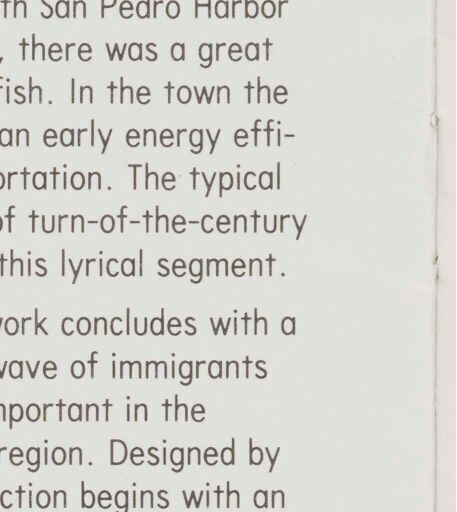 th San Pedro Harbor
, there was a great
fish. In the town the
an early energy effi-
ortation. The typical
of turn-of-the-century
this lyrical segment.
work concludes with a
wave of immigrants
mportant in the
region. Designed by
ction begins with an